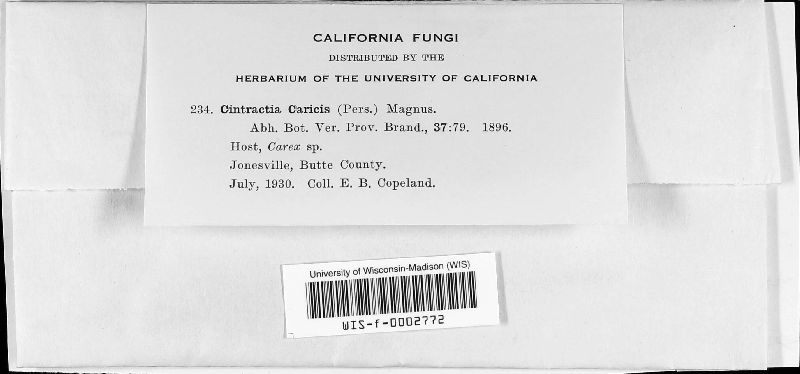 CALIFORNIA FUNGI
DISTRIBUTED BY THE
HERBARIUM OF THE UNIVERSITY OF CALIFORNIA
234. Cintractia Caricis (Pers.) Magnus.
Abh. Bot. Ver. Prov. Brand., 37:79. 1896.
Host, Carex sp.
Jonesville, Butte County.
July, 1930. Coll. E. B. Copeland.
University of Wisconsin-Madison (WIS)
WIS-f-0002772